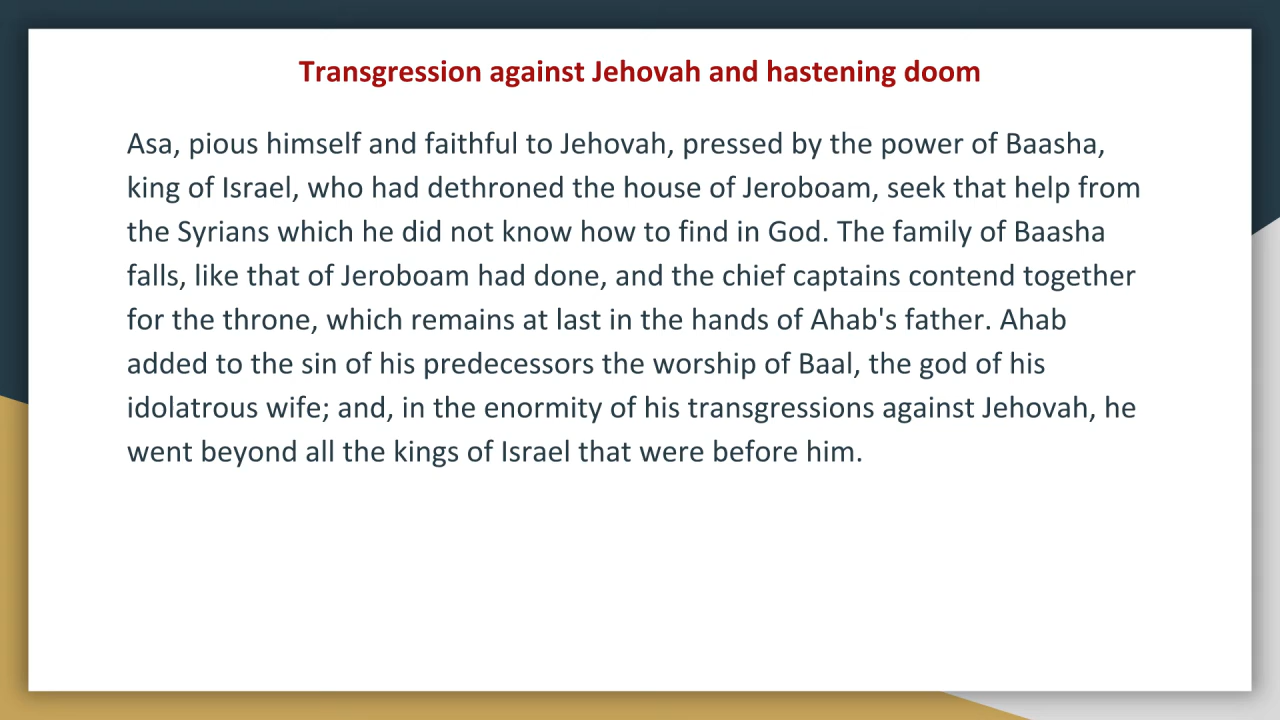 Transgression against Jehovah and hastening doom
Asa, pious himself and faithful to Jehovah, pressed by the power of Baasha,
king of Israel, who had dethroned the house of Jeroboam, seek that help from
the Syrians which he did not know how to find in God. The family of Baasha
falls, like that of Jeroboam had done, and the chief captains contend together
for the throne, which remains at last in the hands of Ahab's father. Ahab
added to the sin of his predecessors the worship of Baal, the god of his
idolatrous wife; and, in the enormity of his transgressions against Jehovah, he
went beyond all the kings of Israel that were before him.